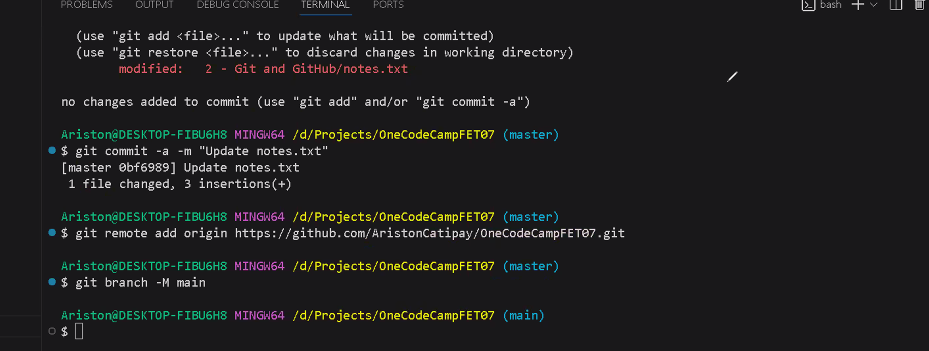 PROBLEMS OUTPUT DEBUG CONSOLE TERMINAL PORTS bash
(use "git add <file>..." to update what will be committed)
(use "git restore <file>..." to discard changes in working directory)
modified: 2 - Git and GitHub/notes.txt
no changes added to commit (use "git add" and/or "git commit -a")
Ariston@DESKTOP-FIBU6H8 MINGW64 /d/Projects/OneCodeCampFET07 (master)
$ git commit -a -m "Update notes.txt"
[master 0bf6989] Update notes.txt
1 file changed, 3 insertions(+)
Ariston@DESKTOP-FIBU6H8 MINGW64 /d/Projects/OneCodeCampFET07 (master)
$ git remote add origin https://github.com/AristonCatipay/OneCodeCampFET07.git
Ariston@DESKTOP-FIBU6H8 MINGW64 /d/Projects/OneCodeCampFET07 (master)
$ git branch -M main
Ariston@DESKTOP-FIBU6H8 MINGW64 /d/Projects/OneCodeCampFET07 (main)
$